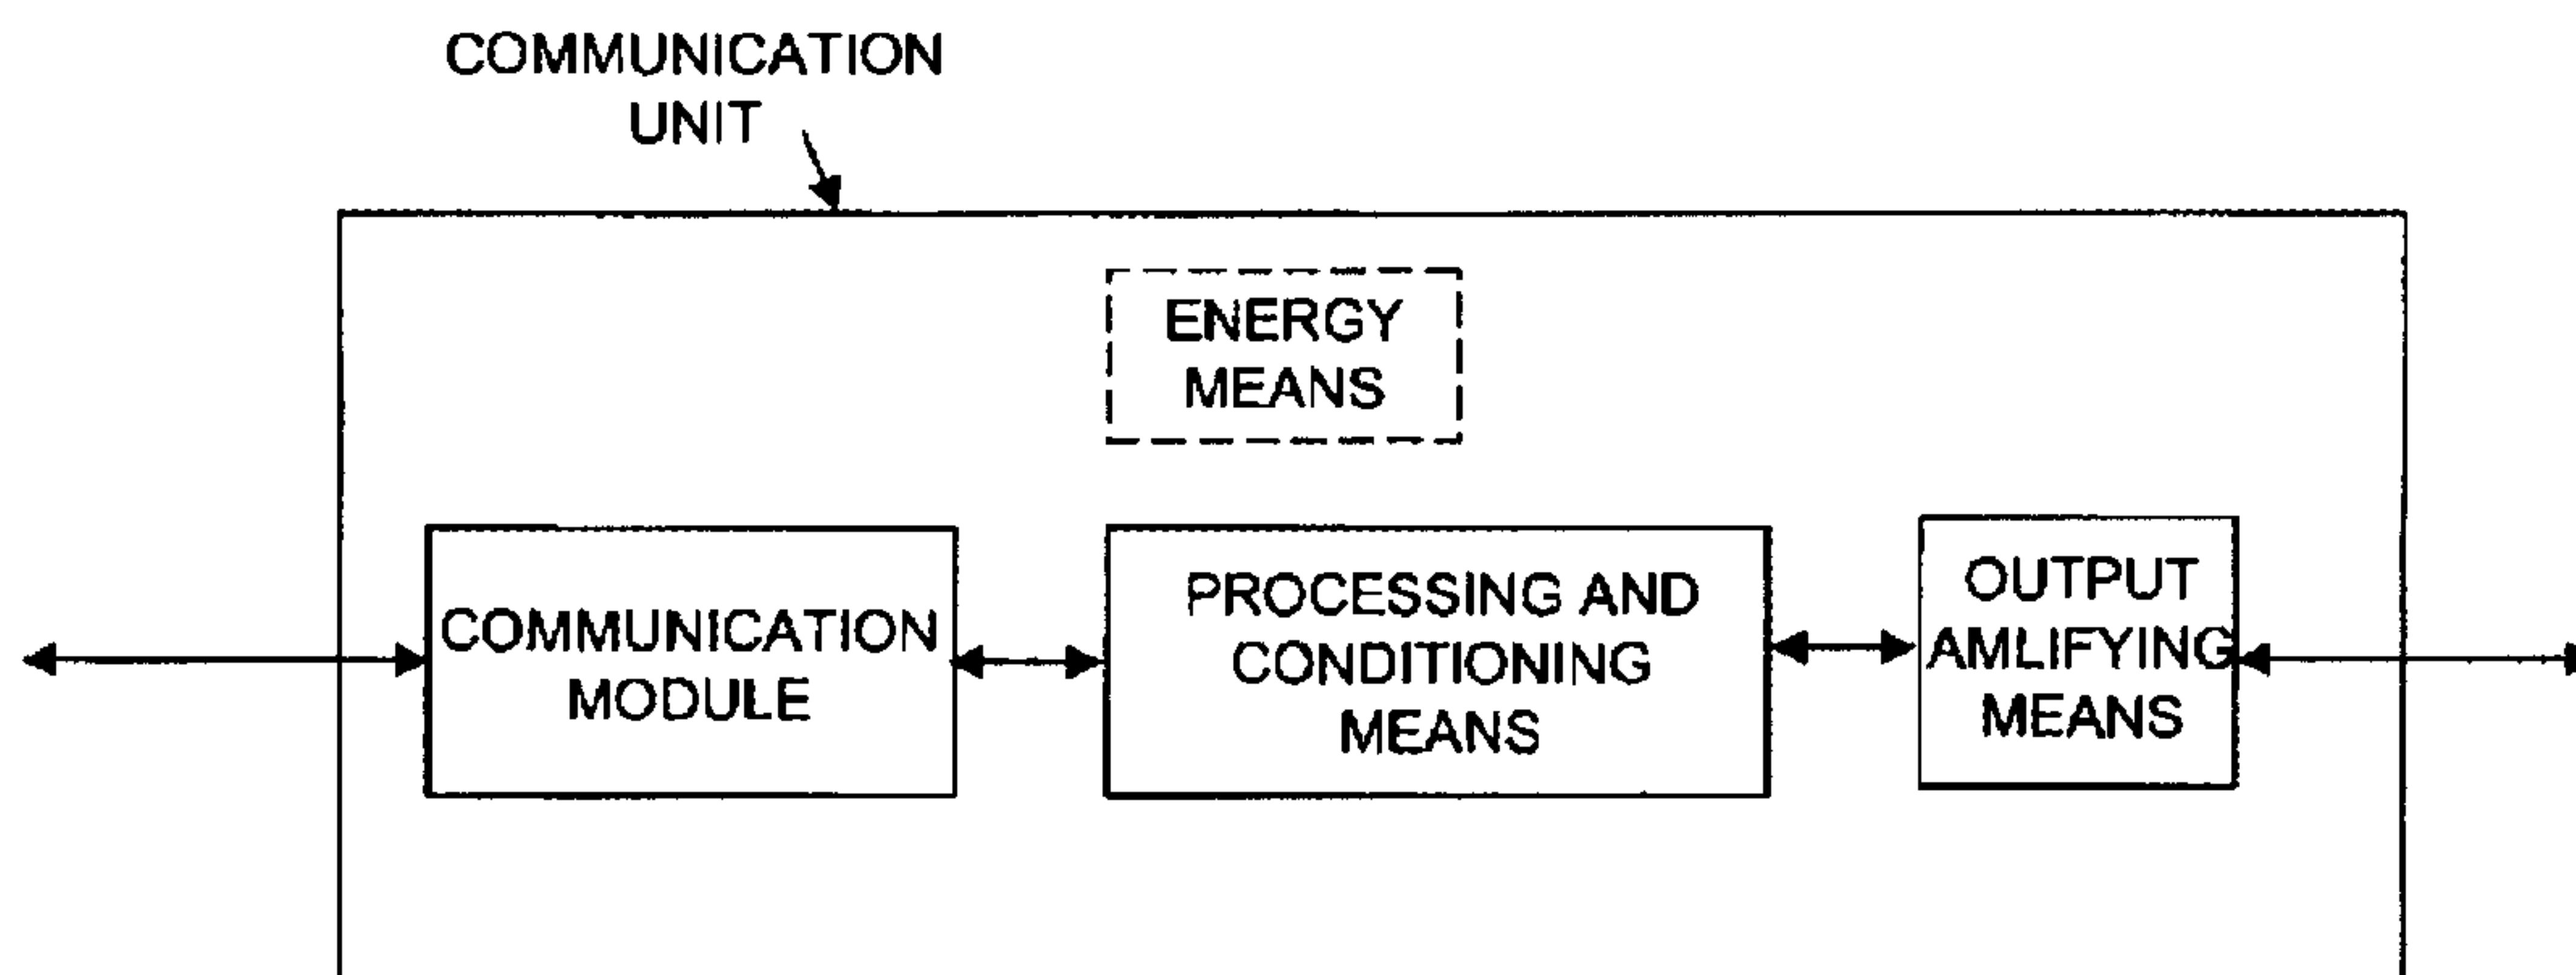 COMMUNICATION
UNIT
ENERGY
MEANS
COMMUNICATION
MODULE
PROCESSING AND
CONDITIONING
MEANS
OUTPUT
AMLIFYING
MEANS